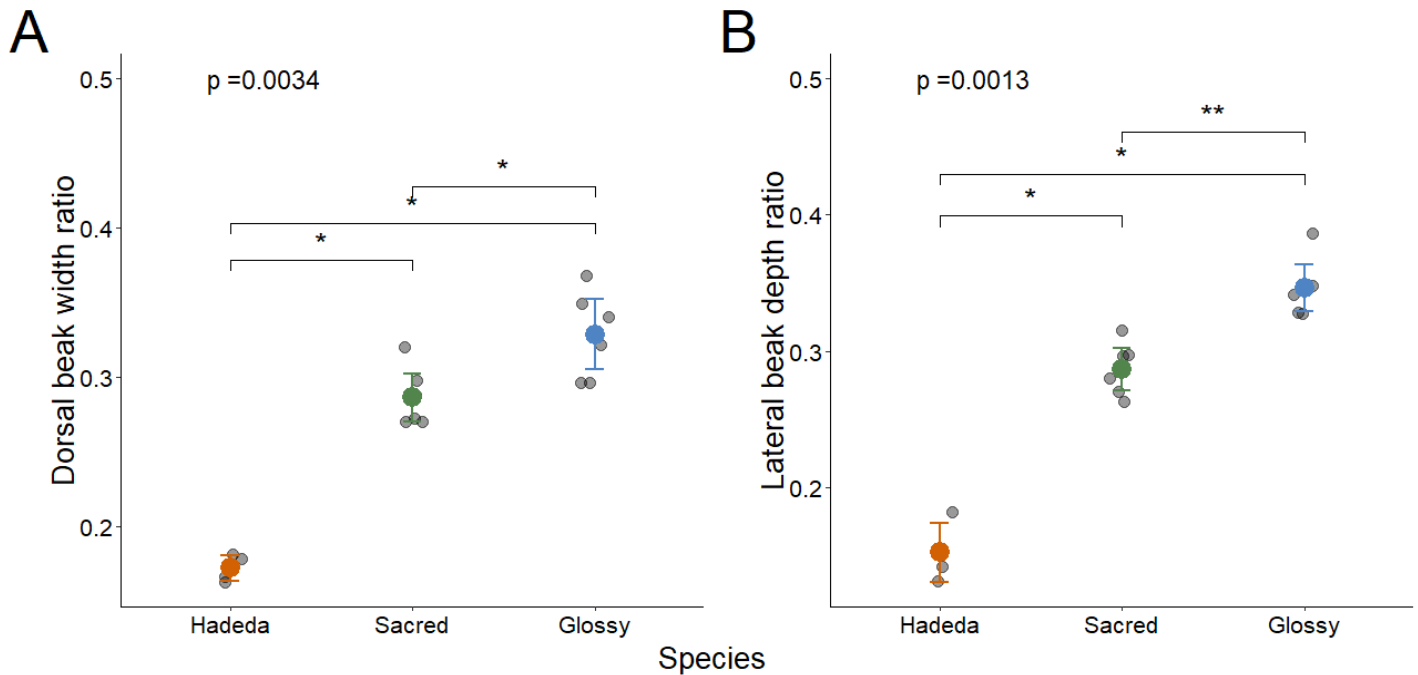 A
Dorsal beak width ratio
0.5
0.4
0.3
0.2
p =0.0034
*
*
*
Hadeda
Sacred
Glossy
B
Lateral beak depth ratio
0.5
0.4
0.3
0.2
p =0.0013
**
*
*
Hadeda
Sacred
Glossy
Species